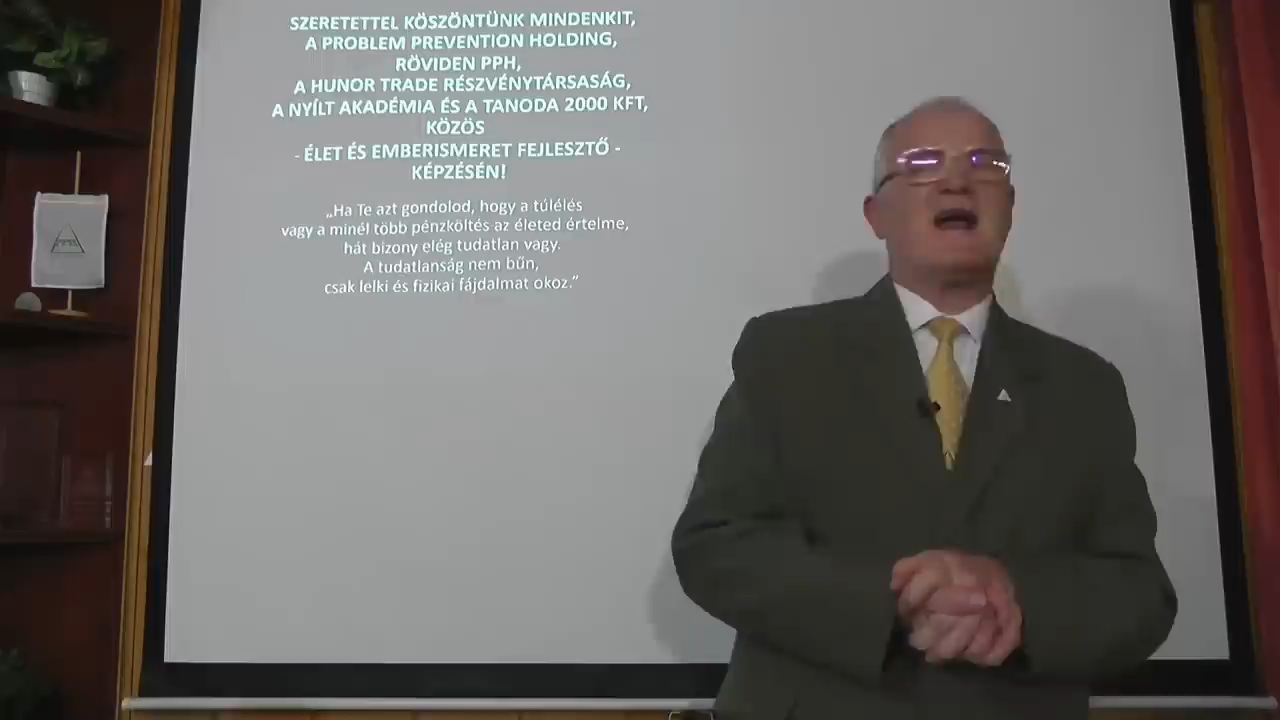 SZERETETTEL KÖSZÖNTÜNK MINDENKIT,
A PROBLEM PREVENTION HOLDING,
RÖVIDEN PPH,
A HUNOR TRADE RÉSZVÉNYTÁRSASÁG,
A NYÍLT AKADÉMIA ÉS A TANODA 2000 KFT,
KÖZÖS
- ÉLET ÉS EMBERISMERET FEJLESZTŐ -
KÉPZÉSÉN!
„Ha Te azt gondolod, hogy a túlélés
vagy a minél több pénzköltés az életed értelme,
hát bizony elég tudatlan vagy.
A tudatlanság nem bűn,
csak lelki és fizikai fájdalmat okoz.”